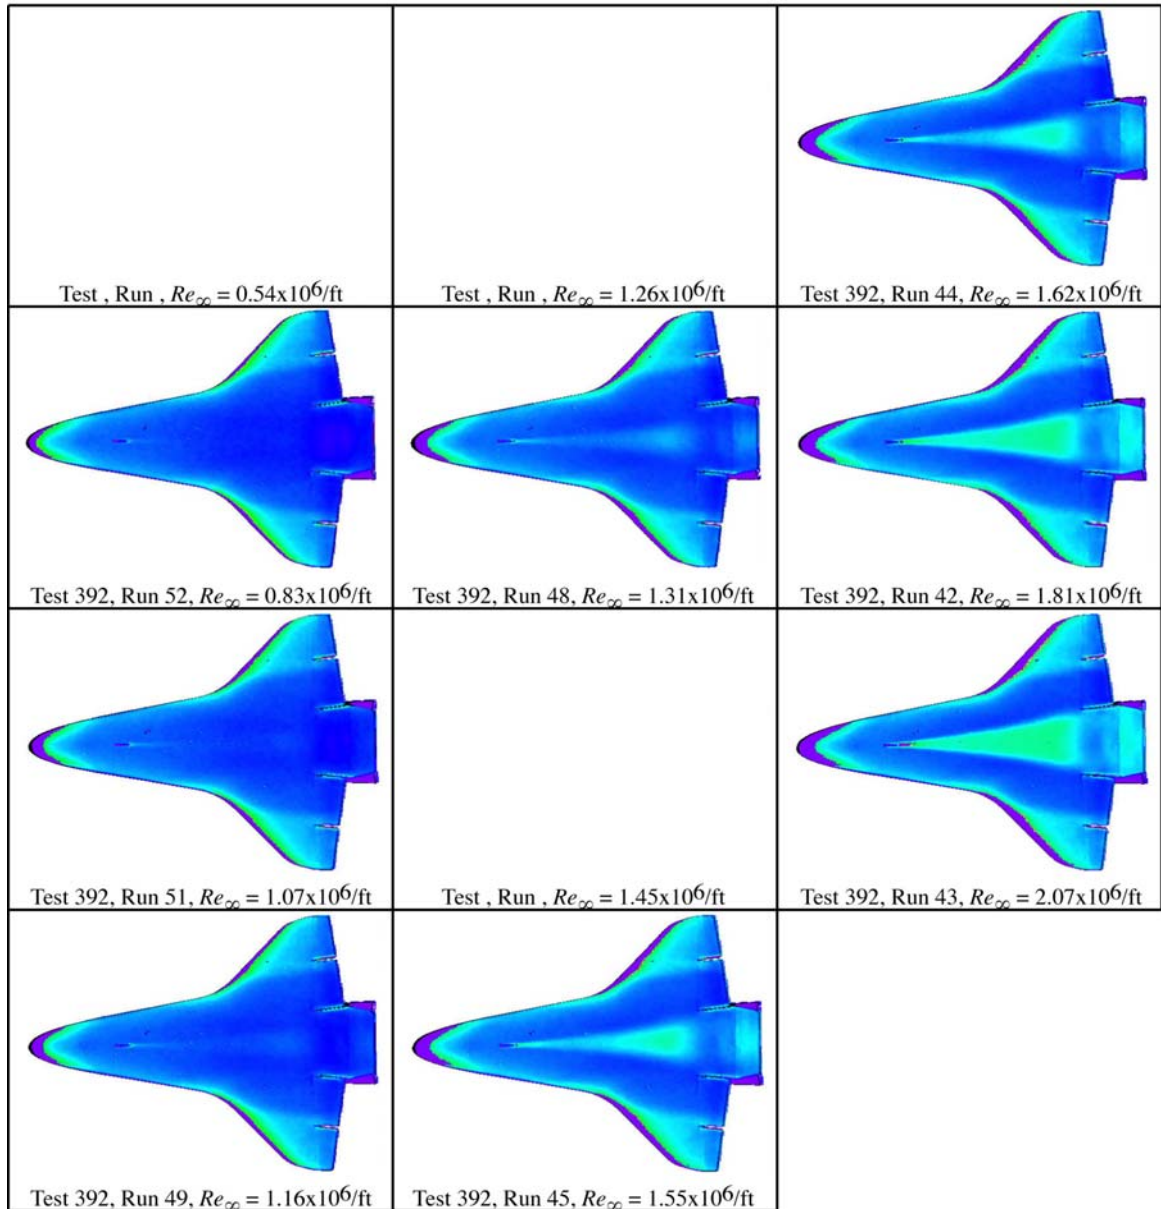 Test , Run , Re∞ = 0.54x10⁶/ft
Test , Run , Re∞ = 1.26x10⁶/ft
Test 392, Run 44, Re∞ = 1.62x10⁶/ft
Test 392, Run 52, Re∞ = 0.83x10⁶/ft
Test 392, Run 48, Re∞ = 1.31x10⁶/ft
Test 392, Run 42, Re∞ = 1.81x10⁶/ft
Test 392, Run 51, Re∞ = 1.07x10⁶/ft
Test , Run , Re∞ = 1.45x10⁶/ft
Test 392, Run 43, Re∞ = 2.07x10⁶/ft
Test 392, Run 49, Re∞ = 1.16x10⁶/ft
Test 392, Run 45, Re∞ = 1.55x10⁶/ft